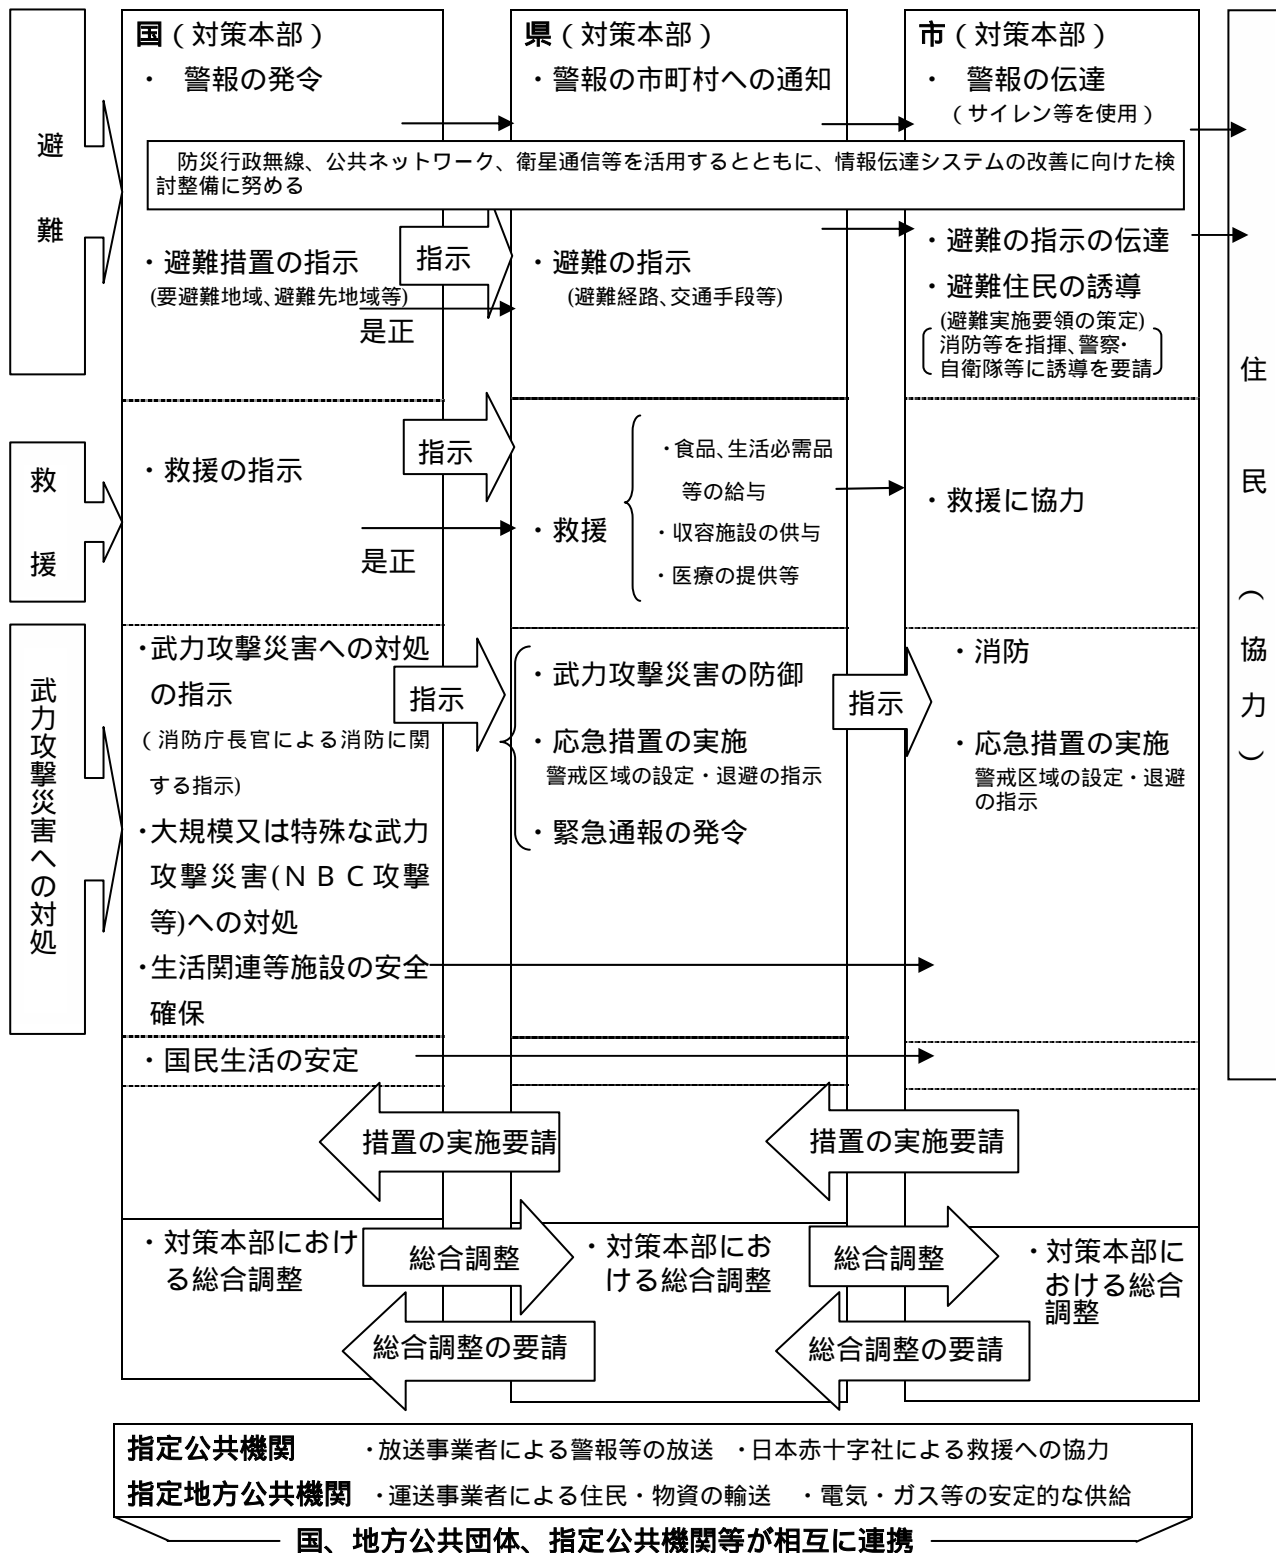 避難
国（対策本部）
・　警報の発令
県（対策本部）
・警報の市町村への通知
市（対策本部）
・　警報の伝達
（サイレン等を使用）
防災行政無線、公共ネットワーク、衛星通信等を活用するとともに、情報伝達システムの改善に向けた検
討整備に努める
・避難措置の指示
(要避難地域、避難先地域等)
指示
是正
・避難の指示
(避難経路、交通手段等)
・避難の指示の伝達
・避難住民の誘導
(避難実施要領の策定)
消防等を指揮、警察・
自衛隊等に誘導を要請
住民（協力）
救援
・救援の指示
指示
是正
・救援
・食品、生活必需品
等の給与
・収容施設の供与
・医療の提供等
・救援に協力
武力攻撃災害への対処
・武力攻撃災害への対処
の指示
（消防庁長官による消防に関
する指示)
・大規模又は特殊な武力
攻撃災害(ＮＢＣ攻撃
等)への対処
・生活関連等施設の安全
確保
指示
・武力攻撃災害の防御
・応急措置の実施
警戒区域の設定・退避の指示
・緊急通報の発令
指示
・消防
・応急措置の実施
警戒区域の設定・退避
の指示
・国民生活の安定
措置の実施要請
措置の実施要請
・対策本部におけ
る総合調整
総合調整
・対策本部にお
ける総合調整
総合調整
・対策本部に
おける総合
調整
総合調整の要請
総合調整の要請
指定公共機関　・放送事業者による警報等の放送　・日本赤十字社による救援への協力
指定地方公共機関　・運送事業者による住民・物資の輸送　・電気・ガス等の安定的な供給
国、地方公共団体、指定公共機関等が相互に連携